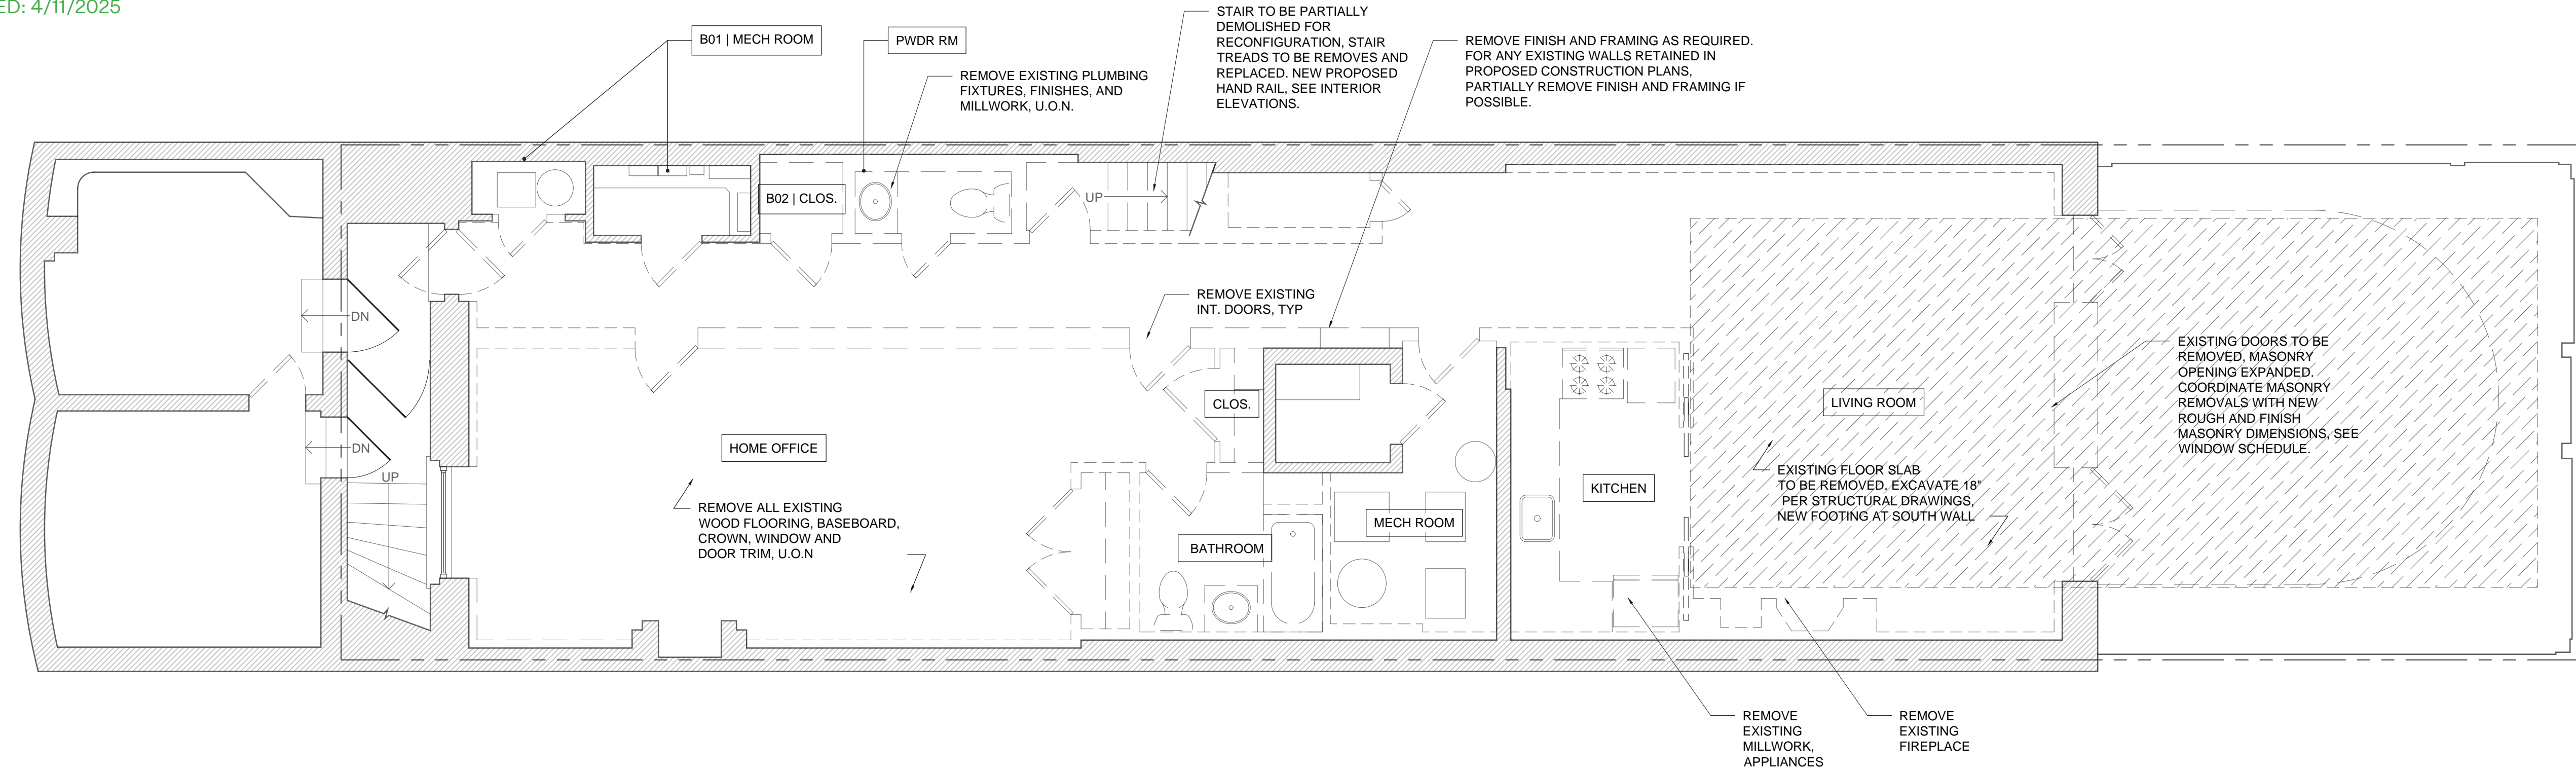 ED: 4/11/2025
B01 | MECH ROOM
PWDR RM
REMOVE EXISTING PLUMBING
FIXTURES, FINISHES, AND
MILLWORK, U.O.N.
STAIR TO BE PARTIALLY
DEMOLISHED FOR
RECONFIGURATION, STAIR
TREADS TO BE REMOVES AND
REPLACED. NEW PROPOSED
HAND RAIL, SEE INTERIOR
ELEVATIONS.
REMOVE FINISH AND FRAMING AS REQUIRED.
FOR ANY EXISTING WALLS RETAINED IN
PROPOSED CONSTRUCTION PLANS,
PARTIALLY REMOVE FINISH AND FRAMING IF
POSSIBLE.
B02 | CLOS.
UP
REMOVE EXISTING
INT. DOORS, TYP
DN
DN
UP
HOME OFFICE
REMOVE ALL EXISTING
WOOD FLOORING, BASEBOARD,
CROWN, WINDOW AND
DOOR TRIM, U.O.N
CLOS.
BATHROOM
MECH ROOM
KITCHEN
LIVING ROOM
EXISTING FLOOR SLAB
TO BE REMOVED. EXCAVATE 18"
PER STRUCTURAL DRAWINGS,
NEW FOOTING AT SOUTH WALL
EXISTING DOORS TO BE
REMOVED, MASONRY
OPENING EXPANDED.
COORDINATE MASONRY
REMOVALS WITH NEW
ROUGH AND FINISH
MASONRY DIMENSIONS, SEE
WINDOW SCHEDULE.
REMOVE
EXISTING
MILLWORK,
APPLIANCES
REMOVE
EXISTING
FIREPLACE